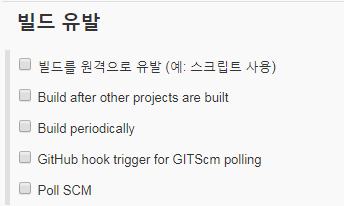 빌드 유발
빌드를 원격으로 유발 (예: 스크립트 사용)
Build after other projects are built
Build periodically
GitHub hook trigger for GITScm polling
Poll SCM